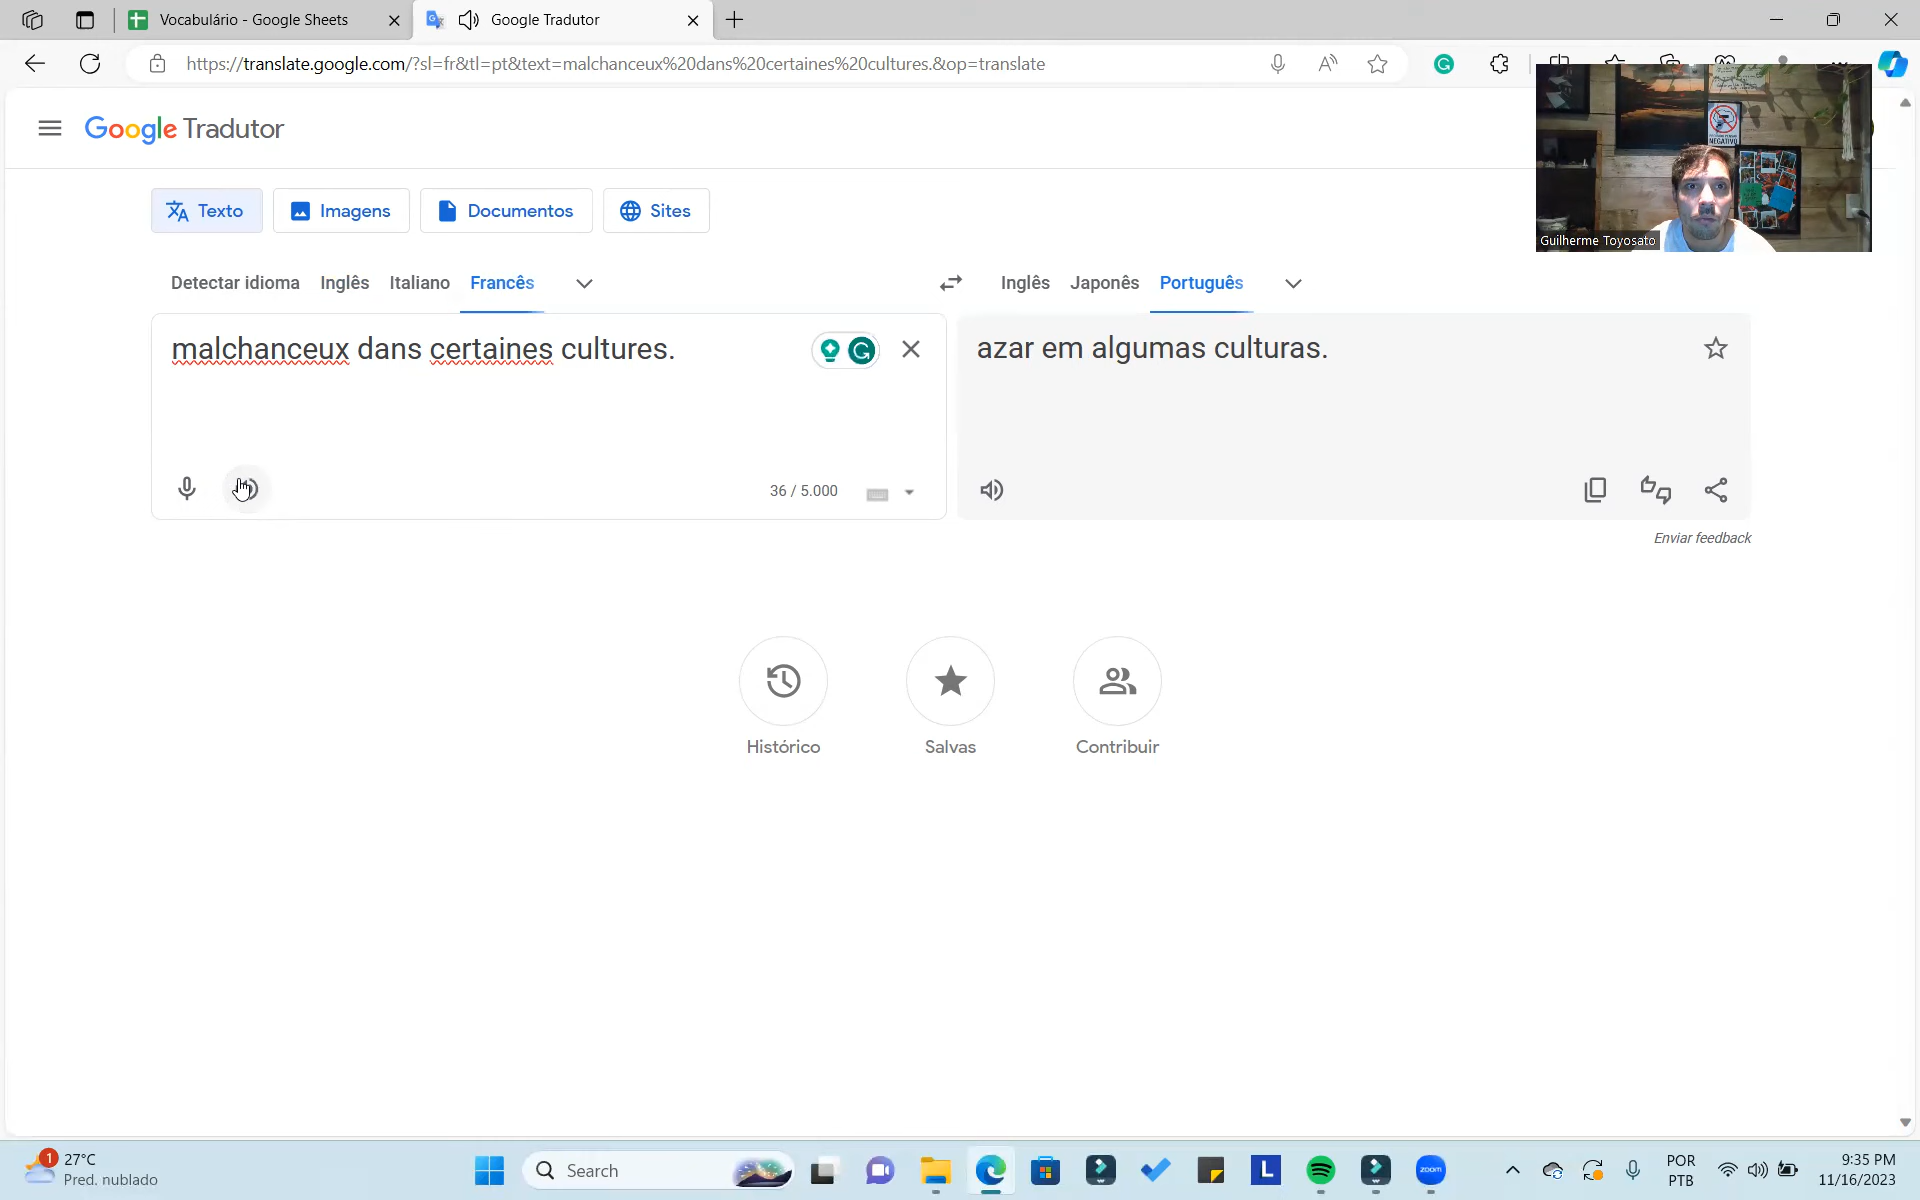 Vocabulário - Google Sheets
Google Tradutor
https://translate.google.com/?sl=fr&tl=pt&text=malchanceux%20dans%20certaines%20cultures.&op=translate
Google Tradutor
NEGATIVO
Guilherme Toyosato
Texto
Imagens
Documentos
Sites
Detectar idioma Inglês Italiano Francês
Inglês Japonês Português
malchanceux dans certaines cultures.
azar em algumas culturas.
36 / 5.000
Enviar feedback
Histórico
Salvas
Contribuir
1
27°C
Pred. nublado
Search
L
zoom
POR
PTB
9:35 PM
11/16/2023